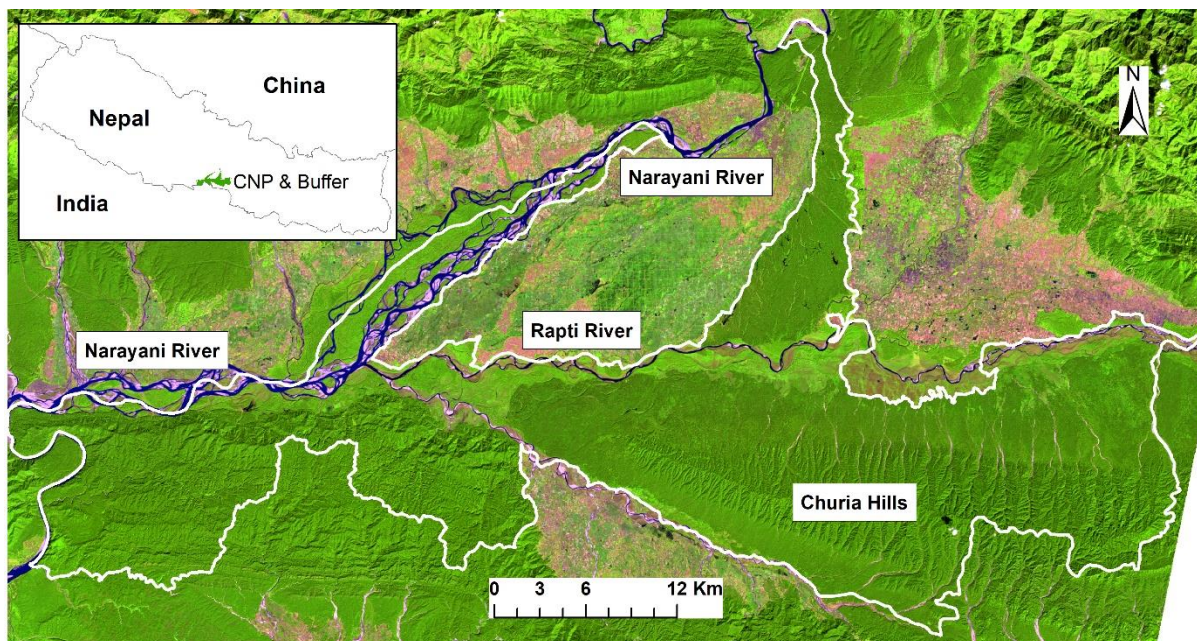 China
Nepal
CNP & Buffer
India
N
Narayani River
Rapti River
Narayani River
Churia Hills
0 3 6 12 Km